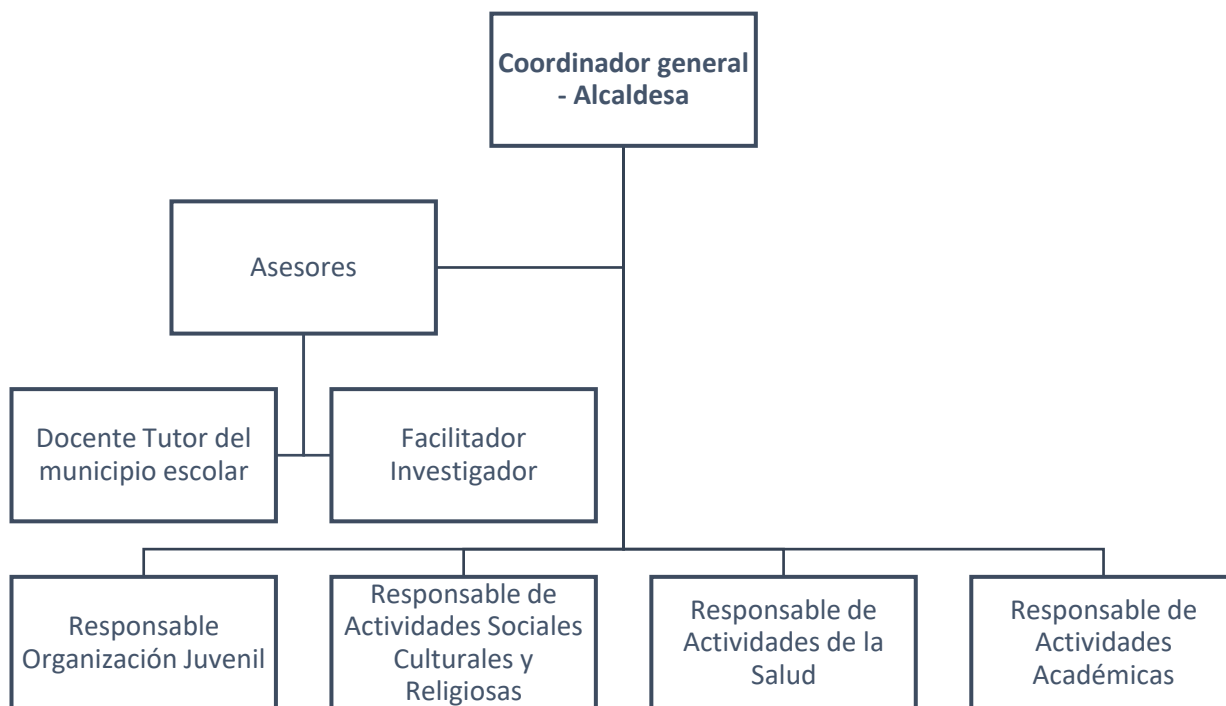 Coordinador general
- Alcaldesa
Asesores
Docente Tutor del
municipio escolar
Facilitador
Investigador
Responsable
Organización Juvenil
Responsable de
Actividades Sociales
Culturales y
Religiosas
Responsable de
Actividades de la
Salud
Responsable de
Actividades
Académicas